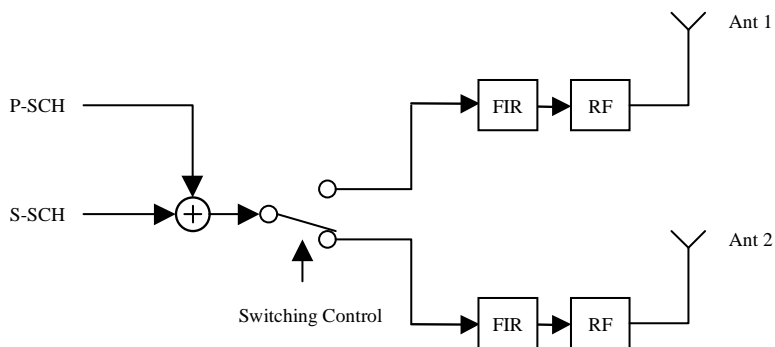 Ant 1
P-SCH
FIR
RF
S-SCH
+
Ant 2
Switching Control
FIR
RF